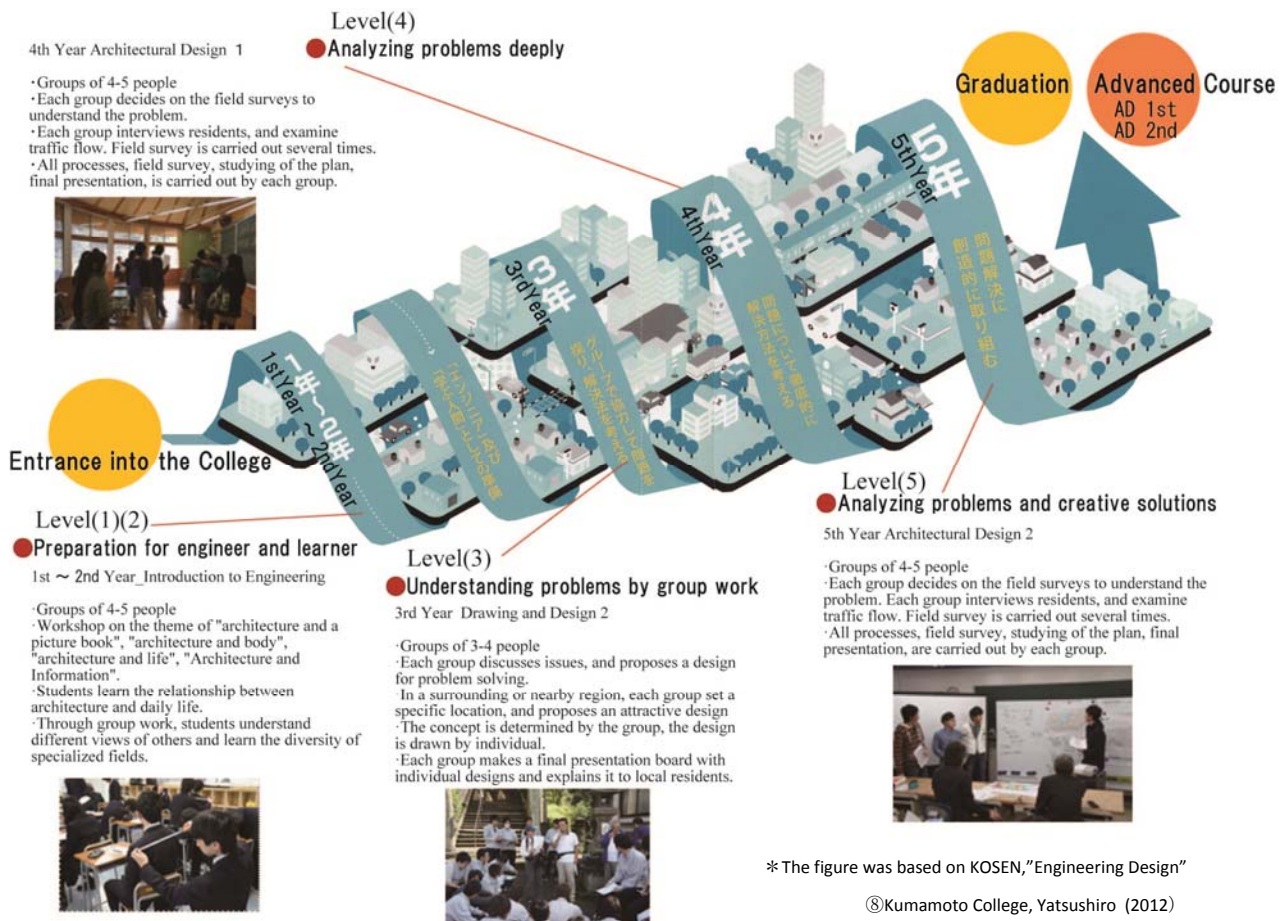 Level(4)
●Analyzing problems deeply
4th Year Architectural Design 1
·Groups of 4-5 people
·Each group decides on the field surveys to
understand the problem.
·Each group interviews residents, and examine
traffic flow. Field survey is carried out several times.
·All processes, field survey, studying of the plan,
final presentation, is carried out by each group.
Graduation
Advanced Course
AD 1st
AD 2nd
5年
5thYear
問題解決に
創造的に取り組む
4年
4thYear
問題について徹底的に
解決方法を考える
3年
3rdYear
グループで協力して問題を
探り、解決法を考える
1年～2年
1stYear ～ 2ndYear
「エンジニア」及び
「学ぶ人間」としての準備
Entrance into the College
Level(1)(2)
●Preparation for engineer and learner
1st ～ 2nd Year_Introduction to Engineering
·Groups of 4-5 people
·Workshop on the theme of "architecture and a
picture book", "architecture and body",
"architecture and life", "Architecture and
Information".
·Students learn the relationship between
architecture and daily life.
·Through group work, students understand
different views of others and learn the diversity of
specialized fields.
Level(3)
●Understanding problems by group work
3rd Year Drawing and Design 2
·Groups of 3-4 people
·Each group discusses issues, and proposes a design
for problem solving.
·In a surrounding or nearby region, each group set a
specific location, and proposes an attractive design
·The concept is determined by the group, the design
is drawn by individual.
·Each group makes a final presentation board with
individual designs and explains it to local residents.
Level(5)
●Analyzing problems and creative solutions
5th Year Architectural Design 2
·Groups of 4-5 people
·Each group decides on the field surveys to understand the
problem. Each group interviews residents, and examine
traffic flow. Field survey is carried out several times.
·All processes, field survey, studying of the plan, final
presentation, are carried out by each group.
＊The figure was based on KOSEN,”Engineering Design”
⑧Kumamoto College, Yatsushiro (2012)